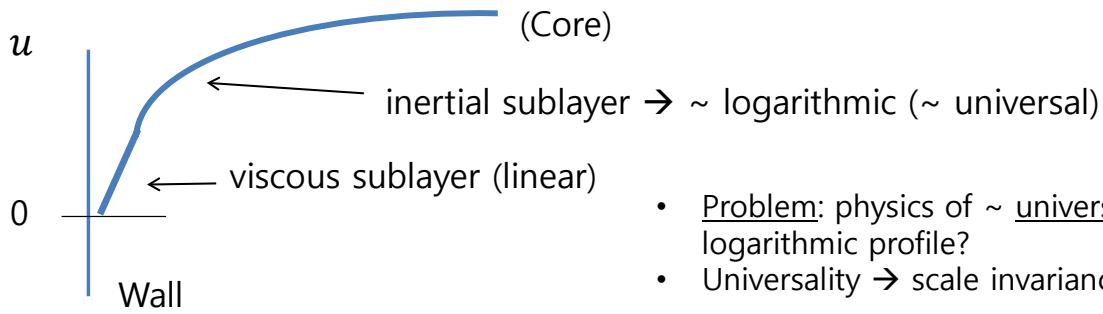 u
(Core)
inertial sublayer → ~ logarithmic (~ universal)
viscous sublayer (linear)
0
• Problem: physics of ~
logarithmic profile?
• Universality → scale
Wall